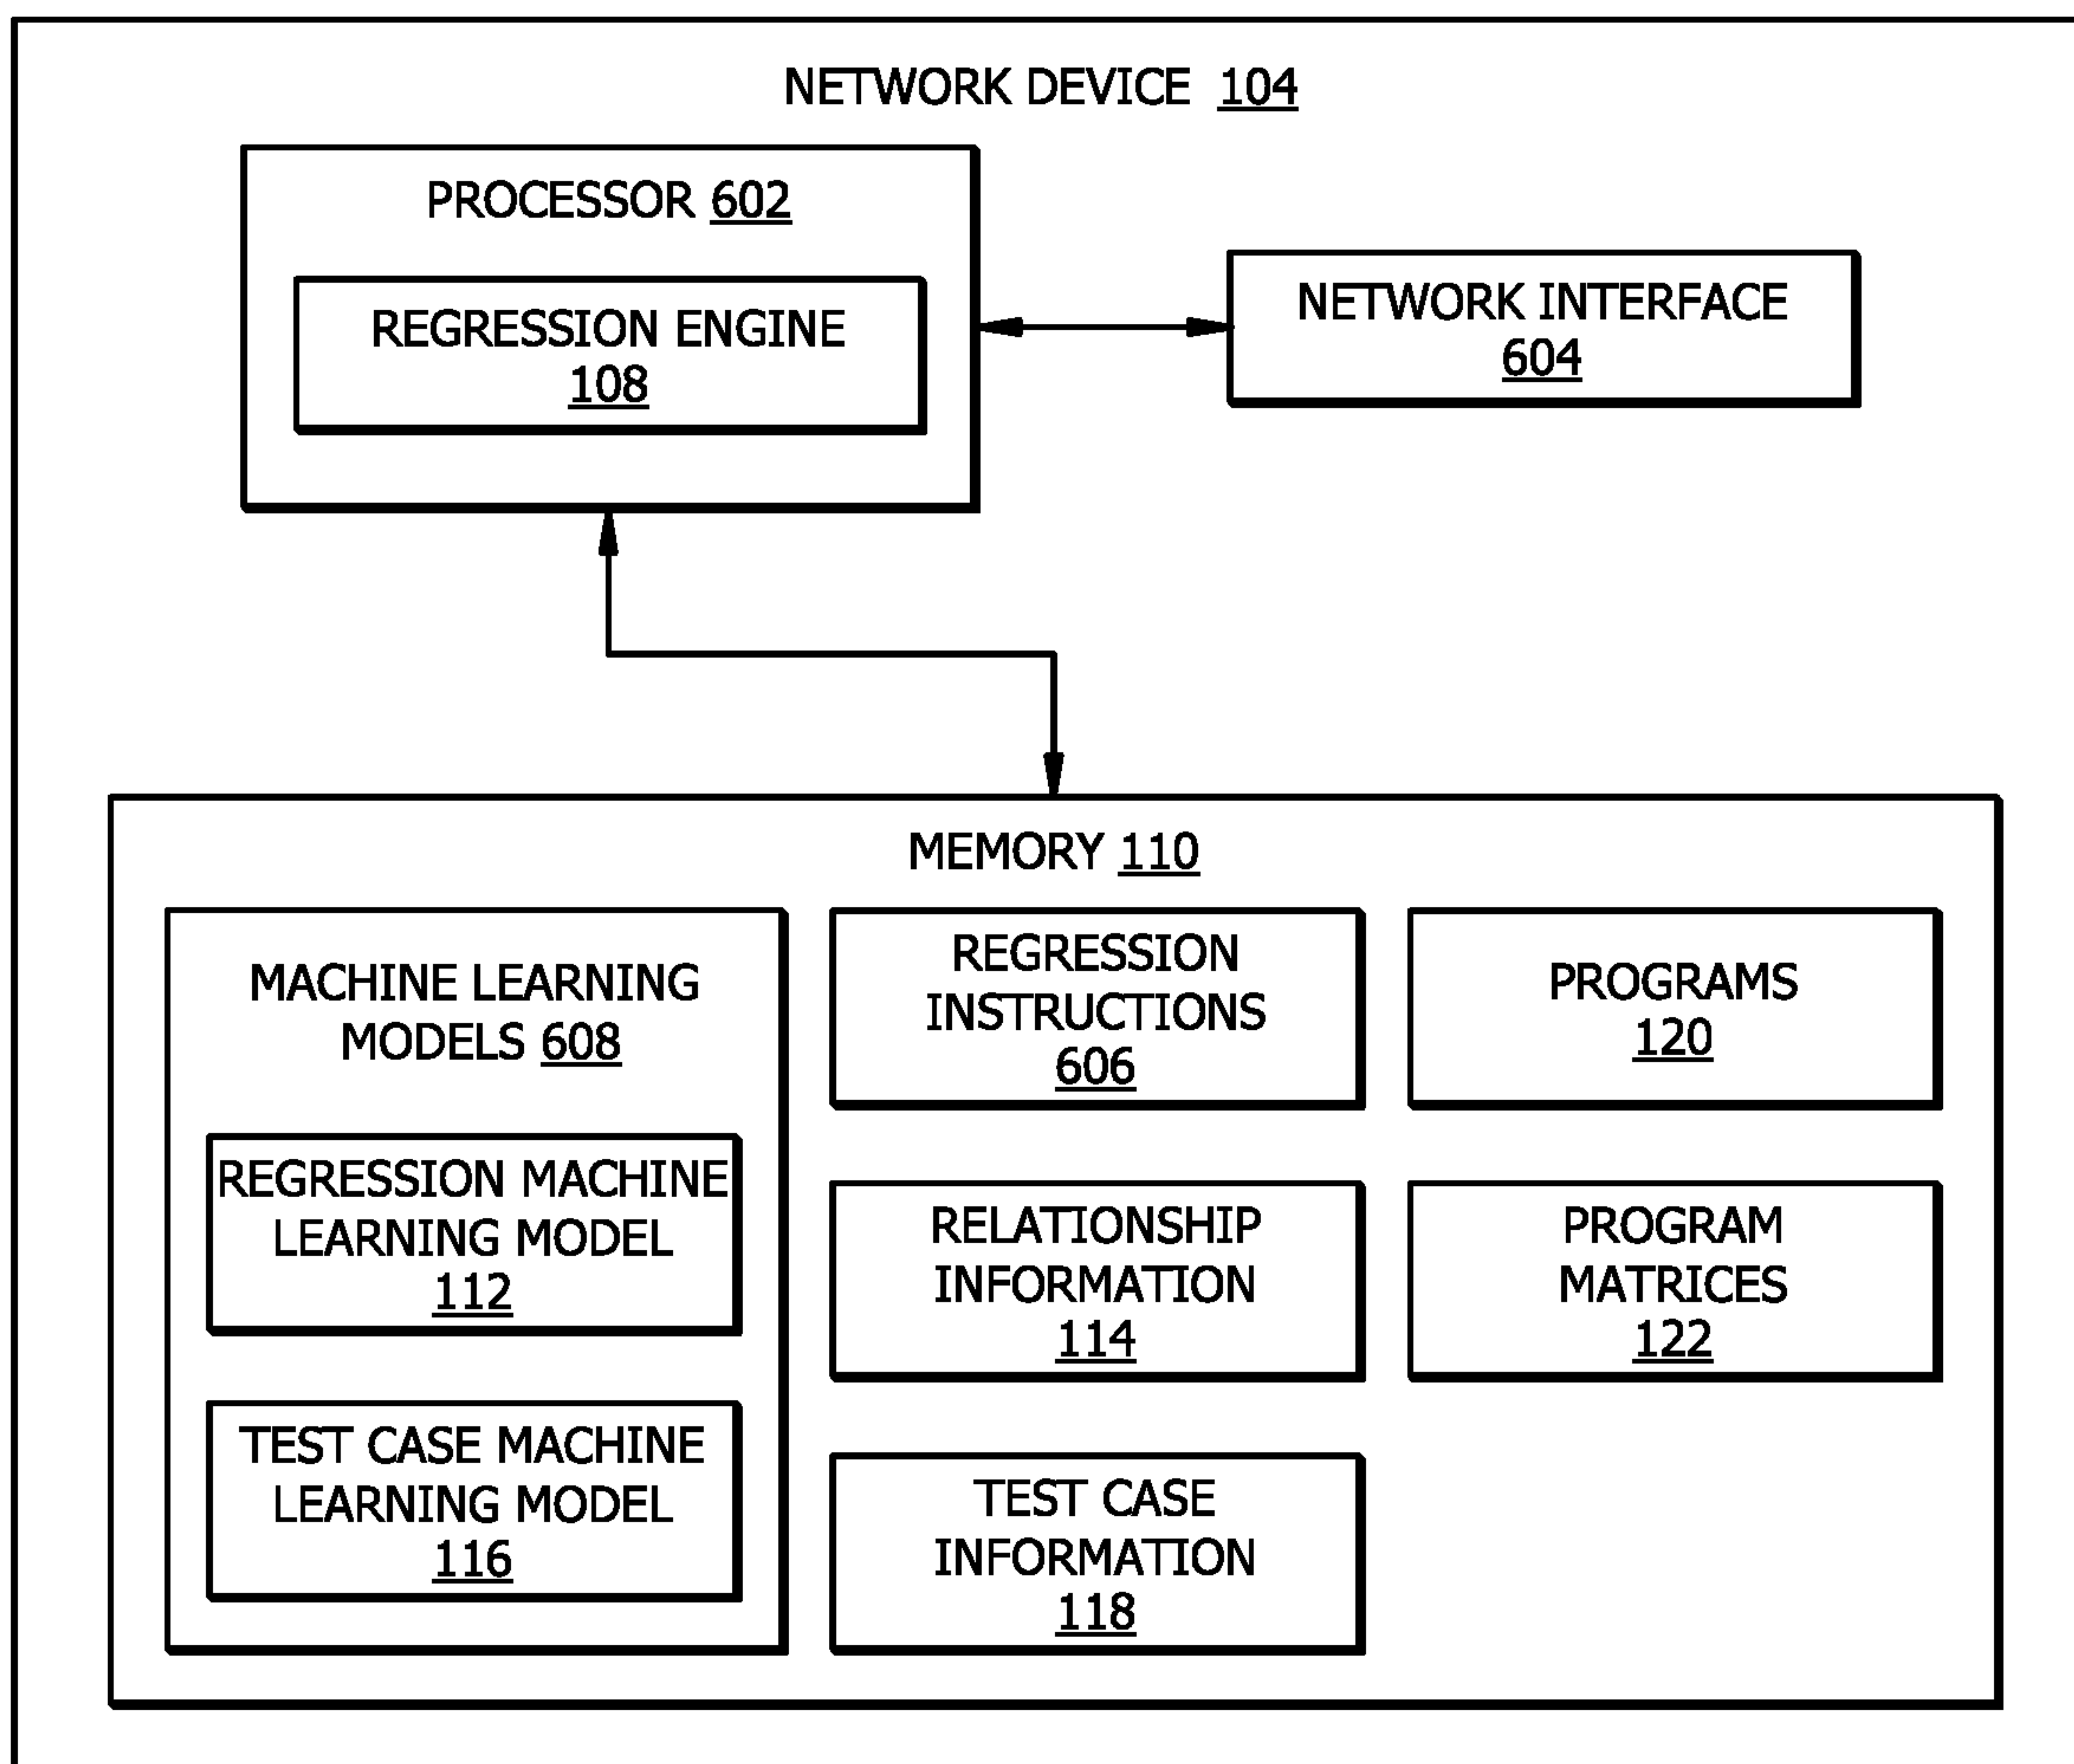 NETWORK DEVICE 104
PROCESSOR 602
REGRESSION ENGINE
108
NETWORK INTERFACE
604
MEMORY 110
MACHINE LEARNING
MODELS 608
REGRESSION MACHINE
LEARNING MODEL
112
TEST CASE MACHINE
LEARNING MODEL
116
REGRESSION
INSTRUCTIONS
606
RELATIONSHIP
INFORMATION
114
TEST CASE
INFORMATION
118
PROGRAMS
120
PROGRAM
MATRICES
122